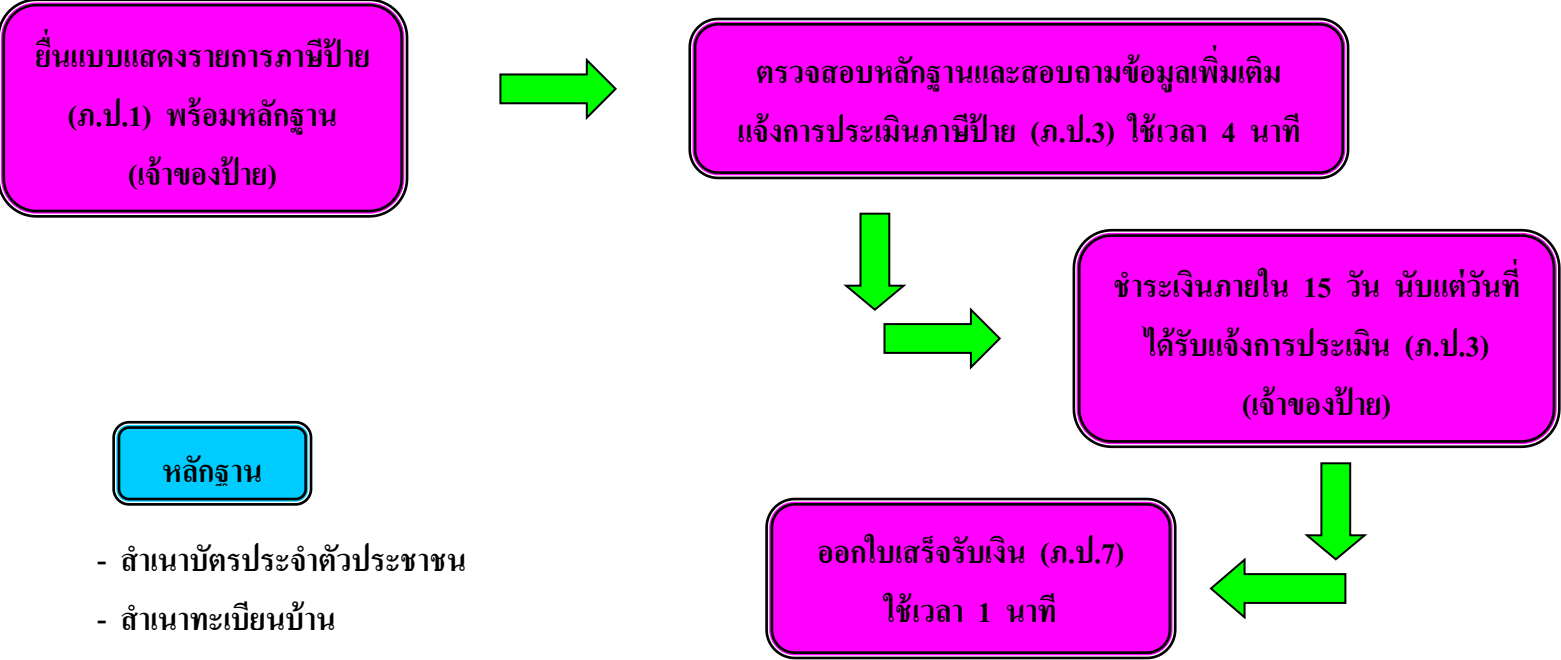 ยื่นแบบแสดงรายการภาษีป้าย
(ภ.ป.1) พร้อมหลักฐาน
(เจ้าของป้าย)
ตรวจสอบหลักฐานและสอบถามข้อมูลเพิ่มเติม
แจ้งการประเมินภาษีป้าย (ภ.ป.3) ใช้เวลา 4 นาที
ชำระเงินภายใน 15 วัน นับแต่วันที่
ได้รับแจ้งการประเมิน (ภ.ป.3)
(เจ้าของป้าย)
ออกใบเสร็จรับเงิน (ภ.ป.7)
ใช้เวลา 1 นาที
หลักฐาน
- สำเนาบัตรประจำตัวประชาชน
- สำเนาทะเบียนบ้าน